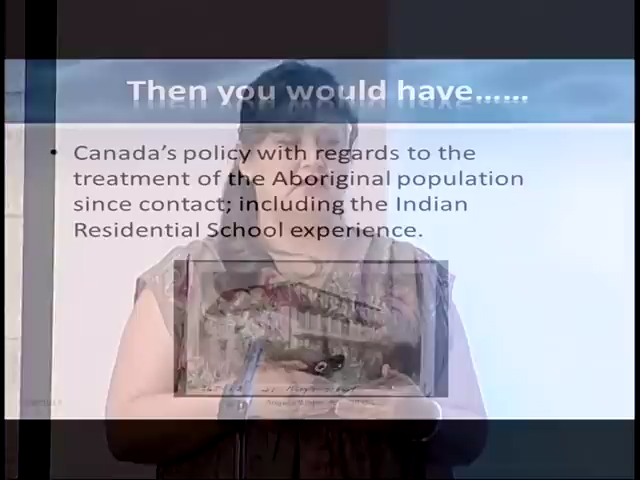 Then you would have......
• Canada's policy with regards to the
treatment of the Aboriginal population
since contact; including the Indian
Residential School experience.